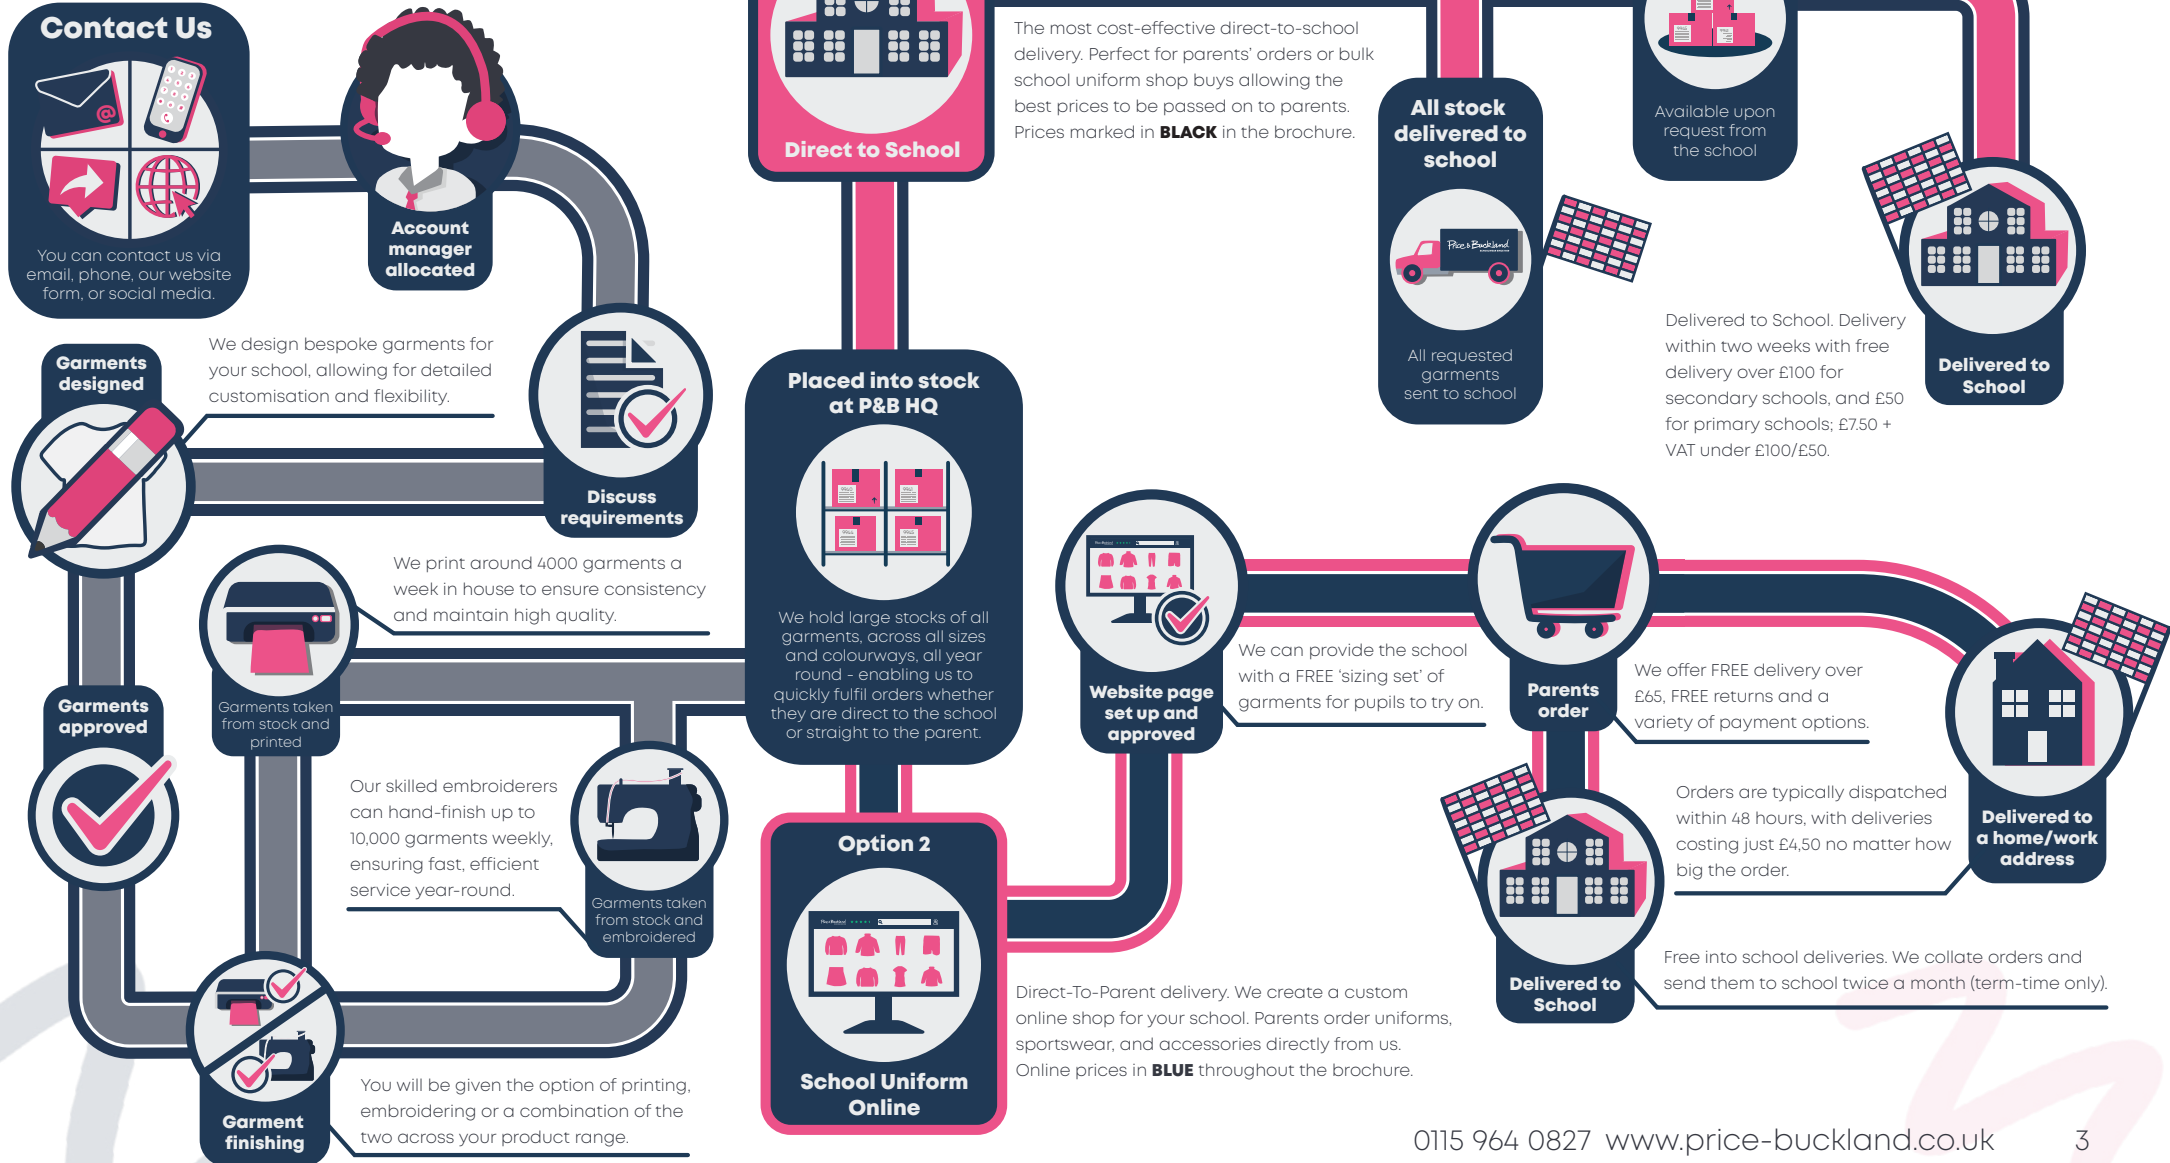 Contact Us
You can contact us via
email, phone, our website
form, or social media.
Account
manager
allocated
We design bespoke garments for
your school, allowing for detailed
customisation and flexibility.
Garments
designed
Discuss
requirements
We print around 4000 garments a
week in house to ensure consistency
and maintain high quality.
Garments taken
from stock and
printed
Garments
approved
Our skilled embroiderers
can hand-finish up to
10,000 garments weekly,
ensuring fast, efficient
service year-round.
Garments taken
from stock and
embroidered
You will be given the option of printing,
embroidering or a combination of the
two across your product range.
Garment
finishing
Direct to School
The most cost-effective direct-to-school
delivery. Perfect for parents' orders or bulk
school uniform shop buys allowing the
best prices to be passed on to parents.
Prices marked in BLACK in the brochure.
Placed into stock
at P&B HQ
We hold large stocks of all
garments, across all sizes
and colourways, all year
round - enabling us to
quickly fulfil orders whether
they are direct to the school
or straight to the parent.
All stock
delivered to
school
Price & Buckland
All requested
garments
sent to school
Available upon
request from
the school
Delivered to School. Delivery
within two weeks with free
delivery over £100 for
secondary schools, and £50
for primary schools; £7.50 +
VAT under £100/£50.
Delivered to
School
Option 2
Price & Buckland
School Uniform
Online
Direct-To-Parent delivery. We create a custom
online shop for your school. Parents order uniforms,
sportswear, and accessories directly from us.
Online prices in BLUE throughout the brochure.
Website page
set up and
approved
We can provide the school
with a FREE 'sizing set' of
garments for pupils to try on.
Parents
order
We offer FREE delivery over
£65, FREE returns and a
variety of payment options.
Orders are typically dispatched
within 48 hours, with deliveries
costing just £4,50 no matter how
big the order.
Delivered to
a home/work
address
Delivered to
School
Free into school deliveries. We collate orders and
send them to school twice a month (term-time only).
0115 964 0827 www.price-buckland.co.uk 3